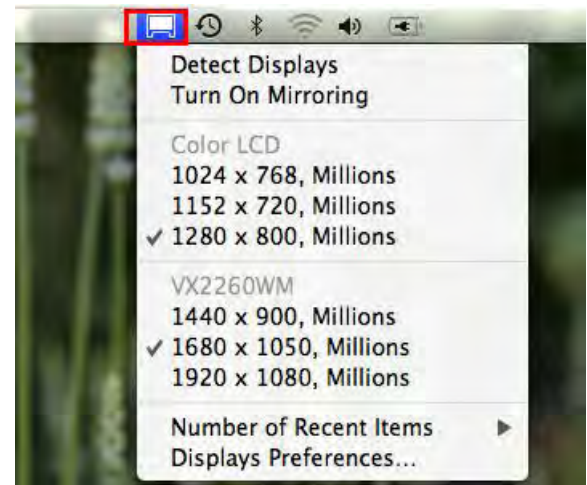 Detect Displays
Turn On Mirroring
Color LCD
1024 x 768, Millions
1152 x 720, Millions
✓ 1280 x 800, Millions
VX2260WM
1440 x 900, Millions
✓ 1680 x 1050, Millions
1920 x 1080, Millions
Number of Recent Items
Displays Preferences...